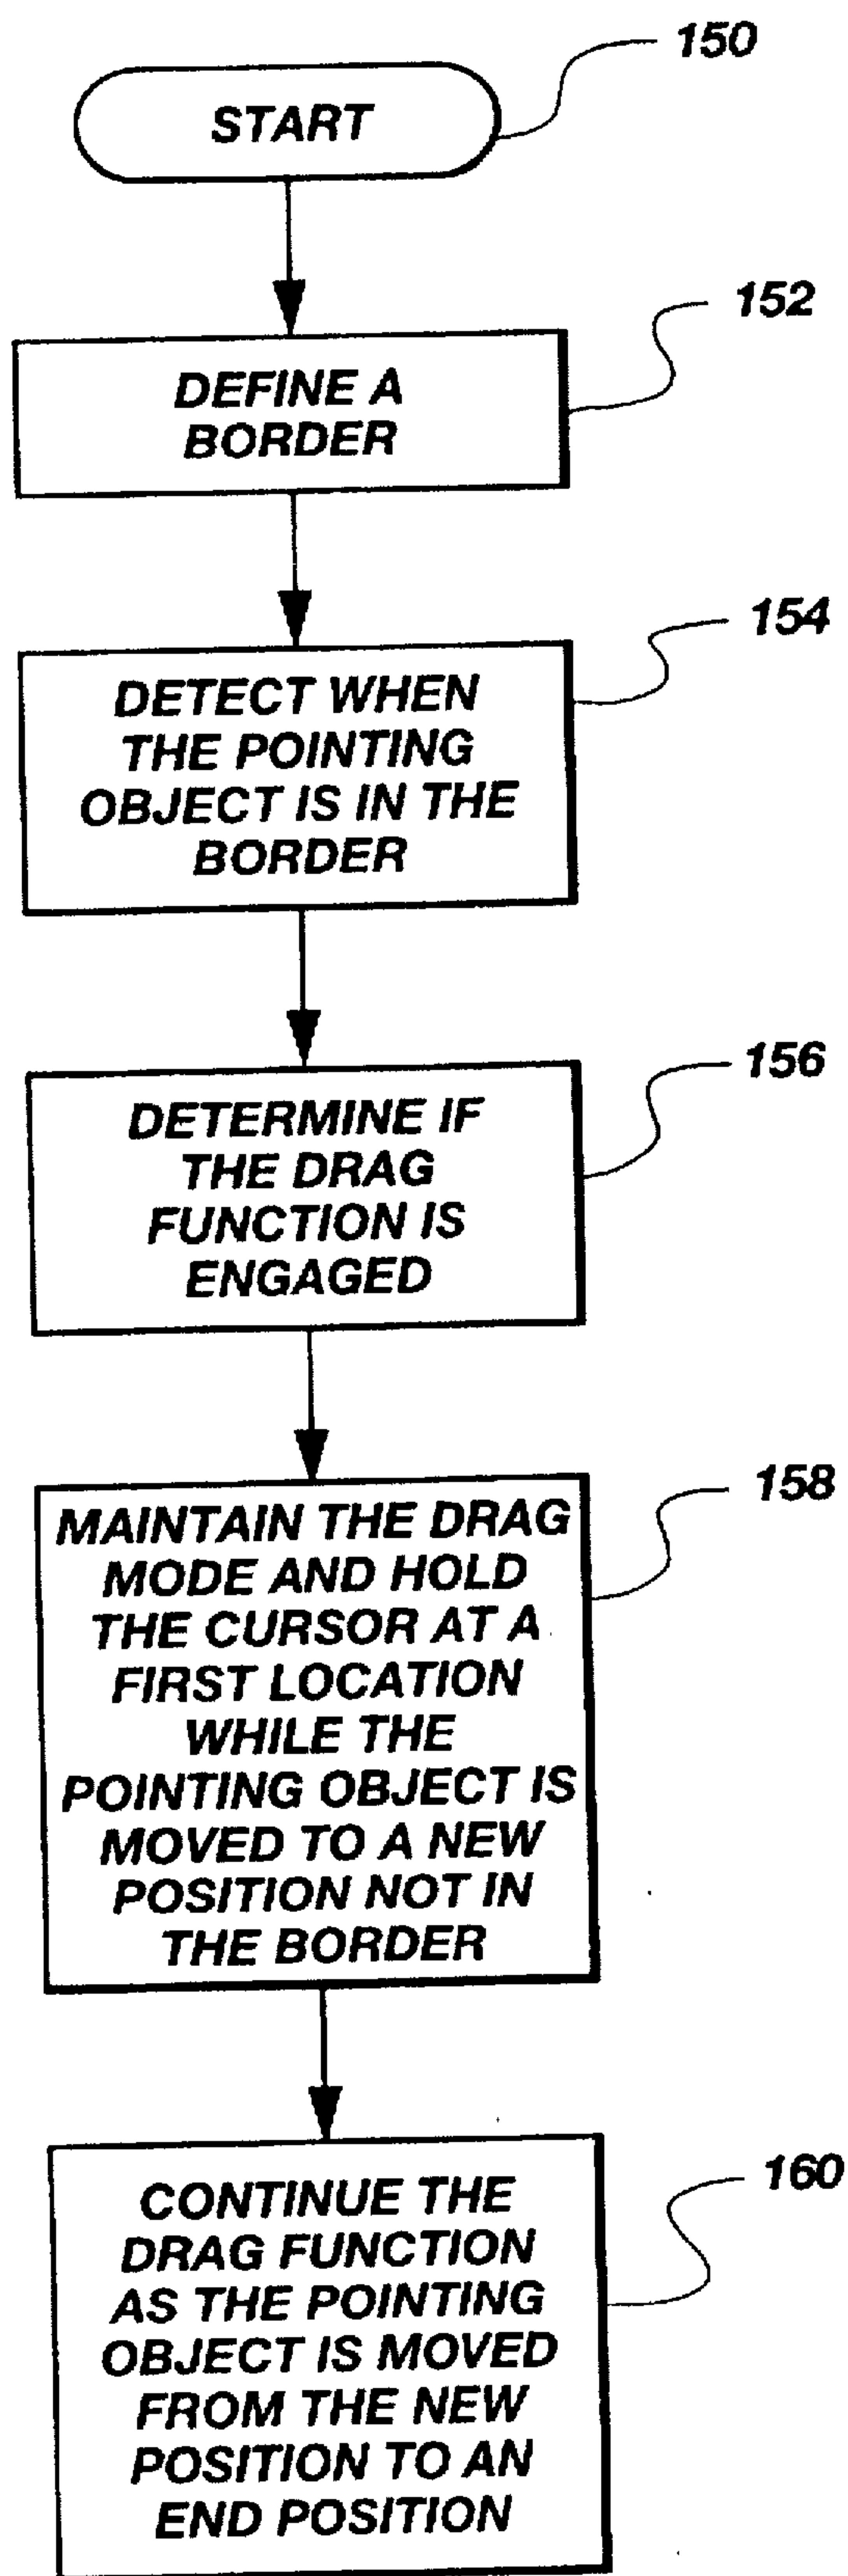 150
START
152
DEFINE A
BORDER
154
DETECT WHEN
THE POINTING
OBJECT IS IN THE
BORDER
156
DETERMINE IF
THE DRAG
FUNCTION IS
ENGAGED
158
MAINTAIN THE DRAG
MODE AND HOLD
THE CURSOR AT A
FIRST LOCATION
WHILE THE
POINTING OBJECT IS
MOVED TO A NEW
POSITION NOT IN
THE BORDER
160
CONTINUE THE
DRAG FUNCTION
AS THE POINTING
OBJECT IS MOVED
FROM THE NEW
POSITION TO AN
END POSITION